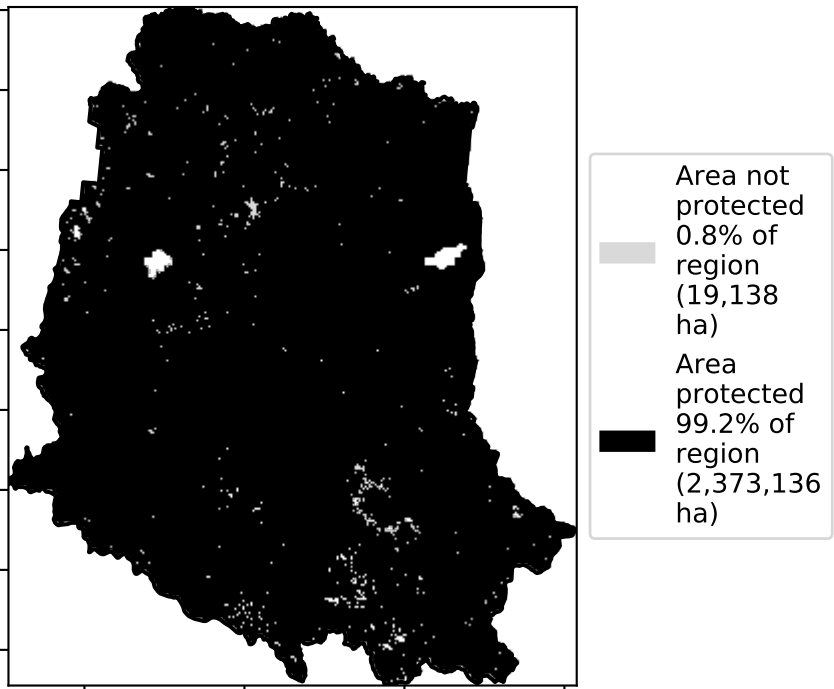 Area not
protected
0.8% of
region
(19,138
ha)
Area
protected
99.2% of
region
(2,373,136
ha)